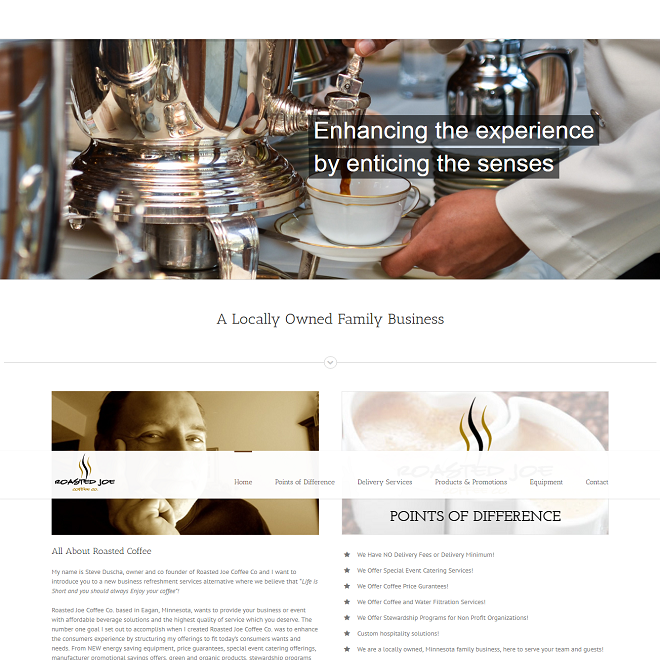 Enhancing the experience
by enticing the senses
A Locally Owned Family Business
ROASTED JOE
COFFEE CO
Home Points of Difference Delivery Services Products & Promotions Equipment Contact
ROASTED JOE
POINTS OF DIFFERENCE
All About Roasted Coffee
My name is Steve Duscha, owner and co founder of Roasted Joe Coffee Co and I want to
introduce you to a new business refreshment services alternative where we believe that "Life is
Short and you should always Enjoy your coffee"!
Roasted Joe Coffee Co. based in Eagan, Minnesota, wants to provide your business or event
with affordable beverage solutions and the highest quality of service which you deserve. The
number one goal I set out to accomplish when I created Roasted Joe Coffee Co. was to enhance
the consumers experience by structuring my offerings to fit today's consumers wants and
needs. From NEW energy saving equipment, price guarantees, special event catering offerings,
manufacturer promotional savings offers, green and organic products, stewardship programs
We Have NO Delivery Fees or Delivery Minimum!
We Offer Special Event Catering Services!
We Offer Coffee Price Gurantees!
We Offer Coffee and Water Filtration Services!
We Offer Stewardship Programs for Non Profit Organizations!
Custom hospitality solutions!
We are a locally owned, Minnesota family business, here to serve your team and guests!